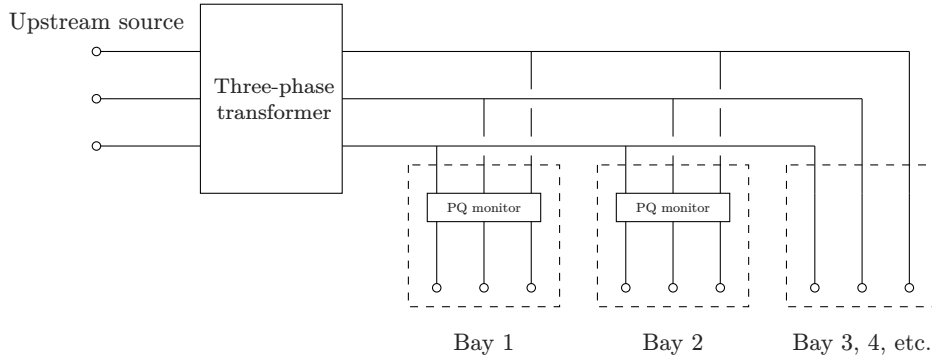 Upstream source
Three-phase
transformer
PQ monitor
PQ monitor
Bay 1
Bay 2
Bay 3, 4, etc.